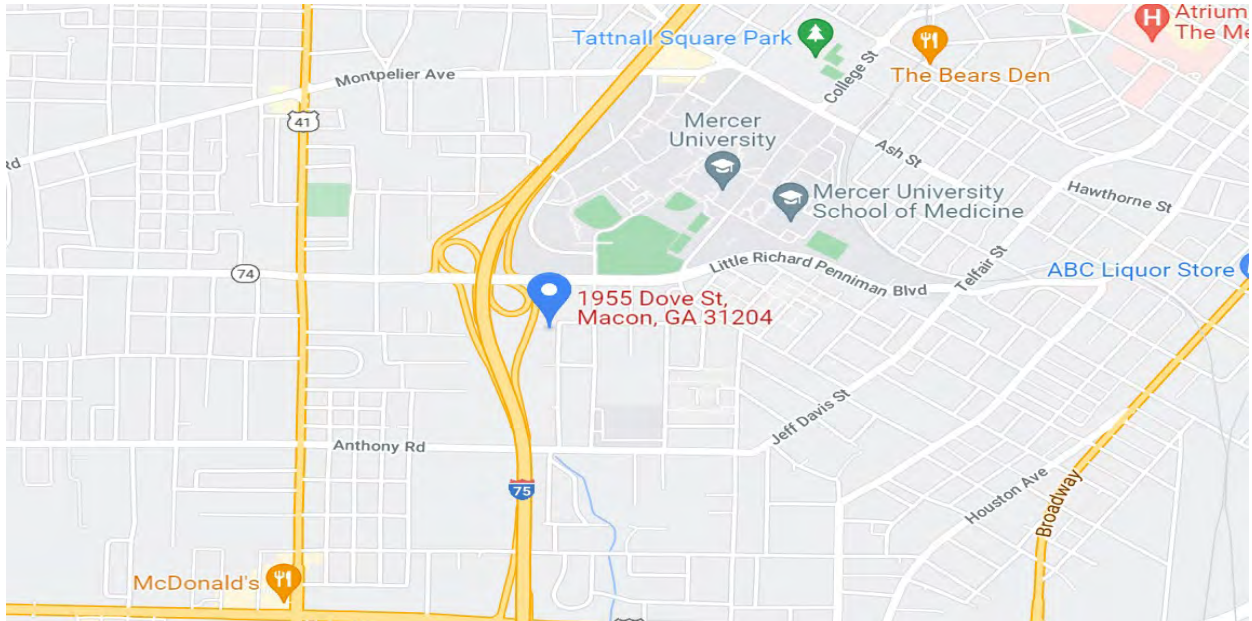 Atrium
The Me
Tattnall Square Park
The Bears Den
College St
Montpelier Ave
41
Mercer
University
Ash St
Rd
Mercer University
School of Medicine
Hawthorne St
74
Little Richard Penniman Blvd
Telfair St
ABC Liquor Store
1955 Dove St,
Macon, GA 31204
Jeff Davis St
Anthony Rd
75
Houston Ave
Broadway
McDonald's
H